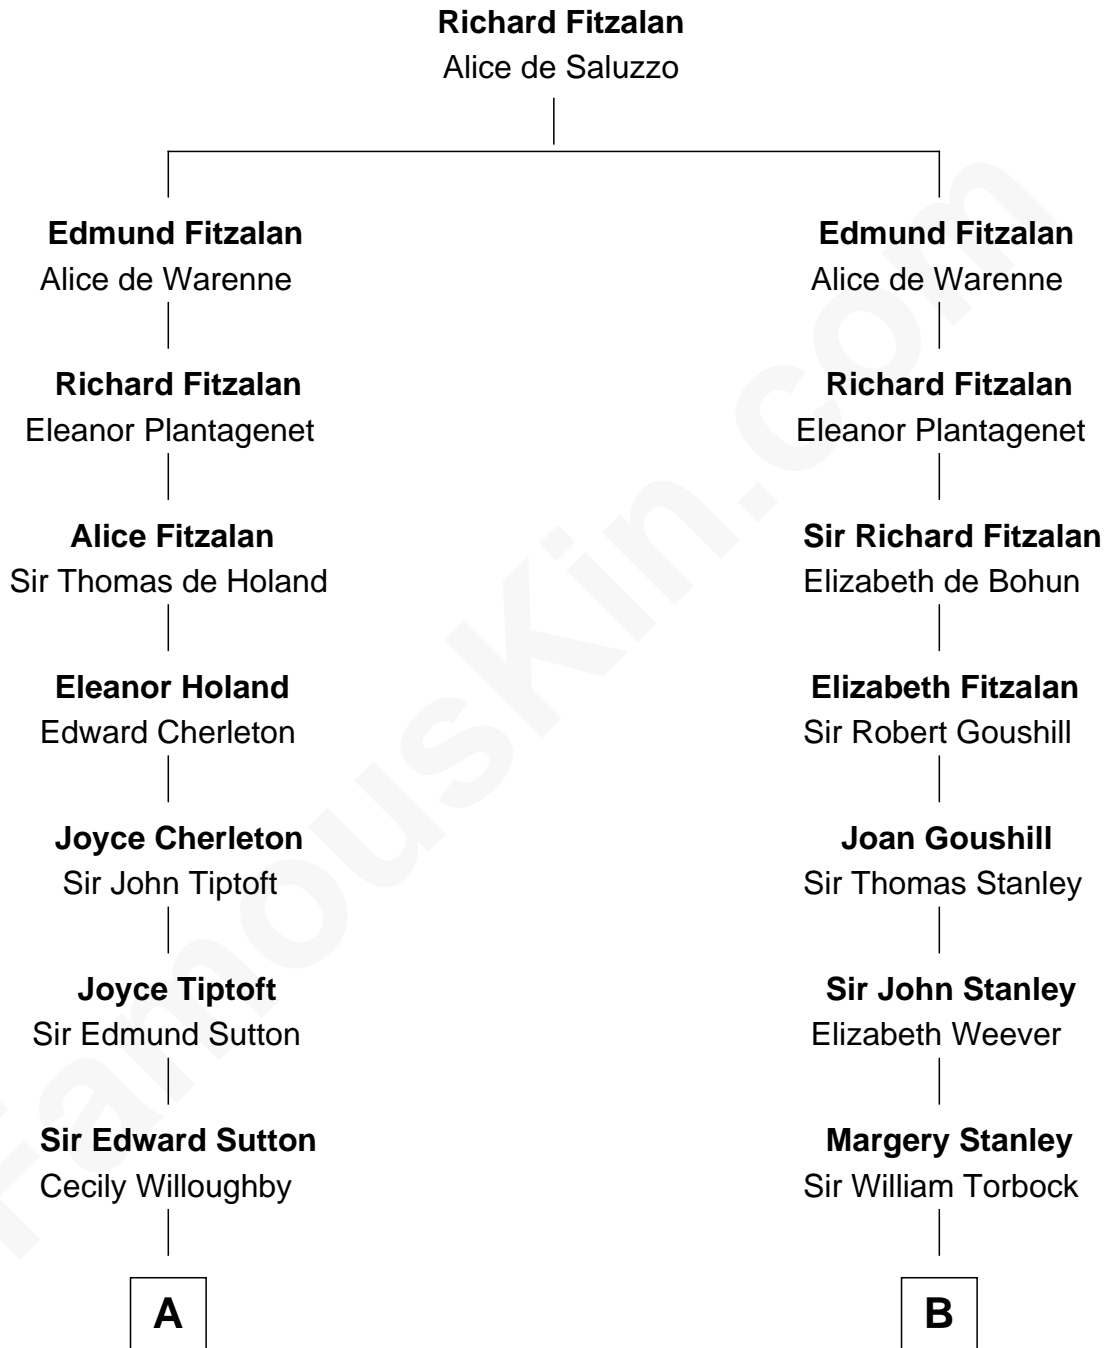 Richard Fitzalan
Alice de Saluzzo
Edmund Fitzalan
Alice de Warenne
Edmund Fitzalan
Alice de Warenne
Richard Fitzalan
Eleanor Plantagenet
Richard Fitzalan
Eleanor Plantagenet
Alice Fitzalan
Sir Thomas de Holand
Sir Richard Fitzalan
Elizabeth de Bohun
Eleanor Holand
Edward Cherleton
Elizabeth Fitzalan
Sir Robert Goushill
Joyce Cherleton
Sir John Tiptoft
Joan Goushill
Sir Thomas Stanley
Joyce Tiptoft
Sir Edmund Sutton
Sir John Stanley
Elizabeth Weever
Sir Edward Sutton
Cecily Willoughby
Margery Stanley
Sir William Torbock
A
B
FamousKin.com